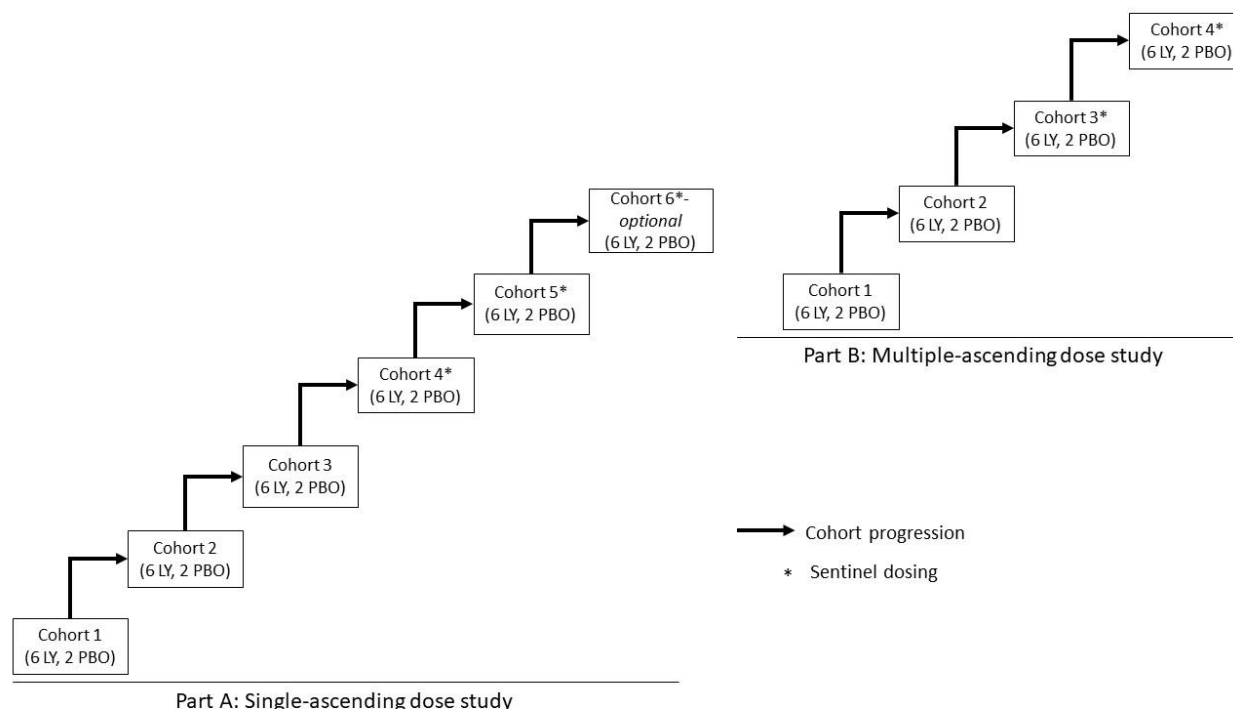 Cohort 4*
(6 LY, 2 PBO)
Cohort 3*
(6 LY, 2 PBO)
Cohort 2
(6 LY, 2 PBO)
Cohort 1
(6 LY, 2 PBO)
Part B: Multiple-ascending dose study
Cohort 6*-
optional
(6 LY, 2 PBO)
Cohort 5*
(6 LY, 2 PBO)
Cohort 4*
(6 LY, 2 PBO)
Cohort 3
(6 LY, 2 PBO)
Cohort 2
(6 LY, 2 PBO)
Cohort 1
(6 LY, 2 PBO)
Part A: Single-ascending dose study
Cohort progression
* Sentinel dosing